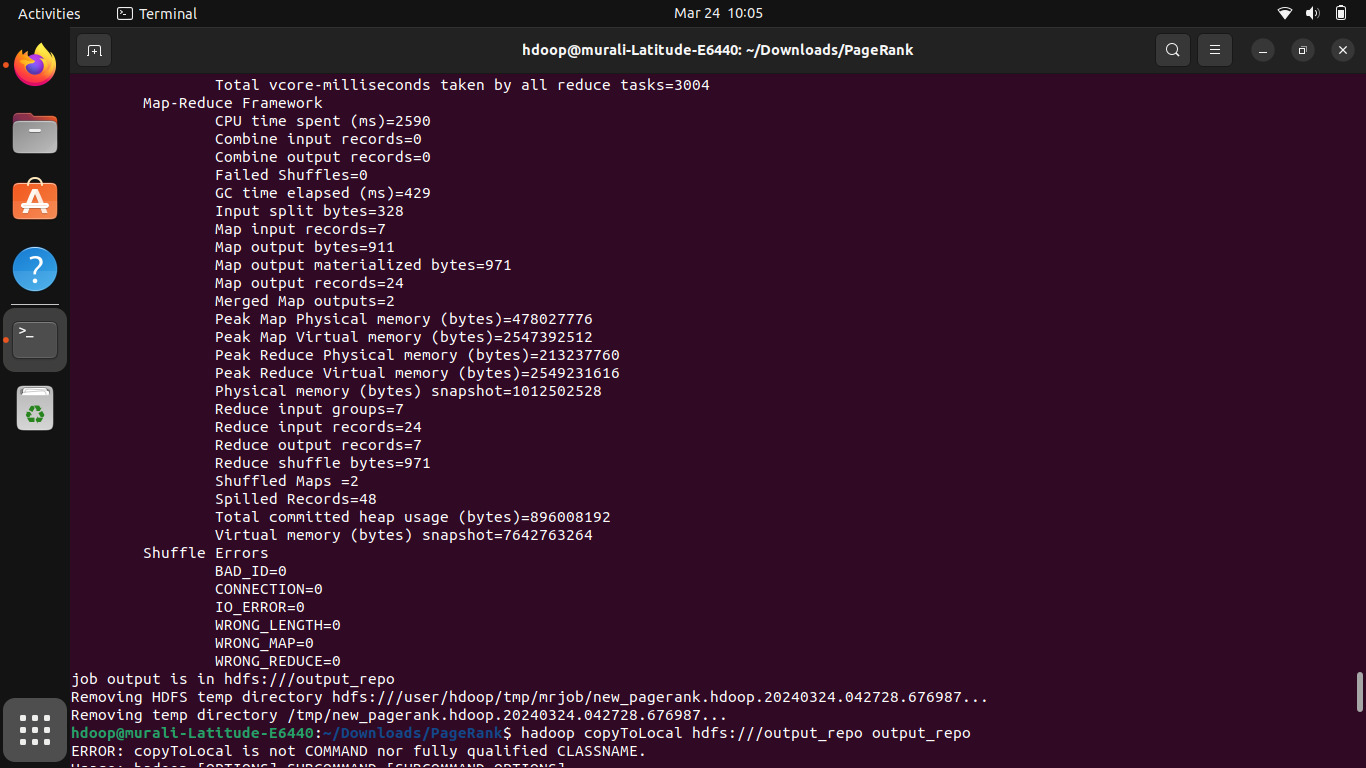 Activities
Terminal
Mar 24 10:05
hdoop@murali-Latitude-E6440: ~/Downloads/PageRank
Total vcore-milliseconds taken by all reduce tasks=3004
Map-Reduce Framework
CPU time spent (ms)=2590
Combine input records=0
Combine output records=0
Failed Shuffles=0
GC time elapsed (ms)=429
Input split bytes=328
Map input records=7
Map output bytes=911
Map output materialized bytes=971
Map output records=24
Merged Map outputs=2
Peak Map Physical memory (bytes)=478027776
Peak Map Virtual memory (bytes)=2547392512
Peak Reduce Physical memory (bytes)=213237760
Peak Reduce Virtual memory (bytes)=2549231616
Physical memory (bytes) snapshot=1012502528
Reduce input groups=7
Reduce input records=24
Reduce output records=7
Reduce shuffle bytes=971
Shuffled Maps =2
Spilled Records=48
Total committed heap usage (bytes)=896008192
Virtual memory (bytes) snapshot=7642763264
Shuffle Errors
BAD_ID=0
CONNECTION=0
IO_ERROR=0
WRONG_LENGTH=0
WRONG_MAP=0
WRONG_REDUCE=0
job output is in hdfs:///output_repo
Removing HDFS temp directory hdfs:///user/hdoop/tmp/mrjob/new_pagerank.hdoop.20240324.042728.676987...
Removing temp directory /tmp/new_pagerank.hdoop.20240324.042728.676987...
hdoop@murali-Latitude-E6440:~/Downloads/PageRank$ hadoop copyToLocal hdfs:///output_repo output_repo
ERROR: copyToLocal is not COMMAND nor fully qualified CLASSNAME.
Usage: hadoop [OPTIONS] SUBCOMMAND [SUBCOMMAND OPTIONS]